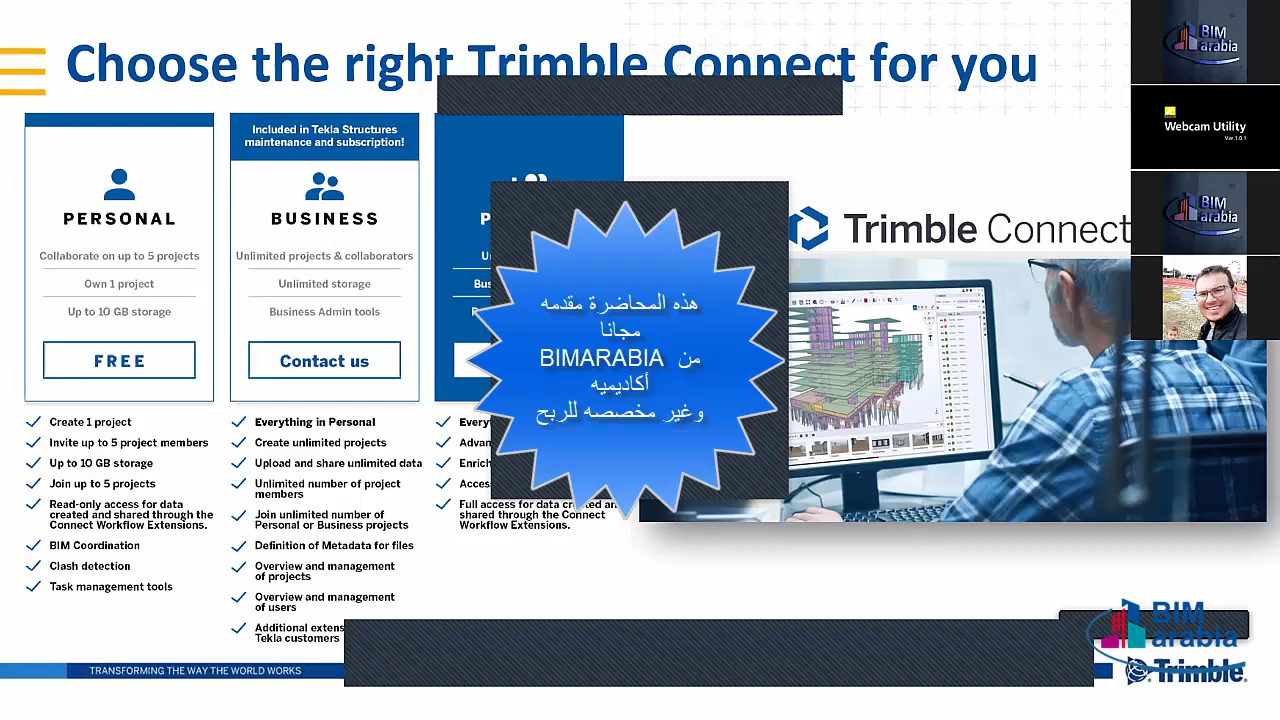 Choose the right Trimble Connect for you
PERSONAL
Collaborate on up to 5 projects
Own 1 project
Up to 10 GB storage
FREE
Create 1 project
Invite up to 5 project members
Up to 10 GB storage
Join up to 5 projects
Read-only access for data
created and shared through the
Connect Workflow Extensions.
BIM Coordination
Clash detection
Task management tools
Included in Tekla Structures
maintenance and subscription!
BUSINESS
Unlimited projects & collaborators
Unlimited storage
Business Admin tools
Contact us
Everything in Personal
Create unlimited projects
Upload and share unlimited data
Unlimited number of project
members
Join unlimited number of
Personal or Business projects
Definition of Metadata for files
Overview and management
of projects
Overview and management
of users
Additional
Tekla customers
Full access for data created
shared through the Connect
Workflow Extensions.
هذه المحاضرة مقدمه
مجانا
من BIMARABIA
أكاديميه
وغير مخصصه للربح
Trimble Connect
BIM
arabia
Webcam Utility
Ver.1.0.1
BIM
arabia
BIM
arabia
Trimble
TRANSFORMING THE WAY THE WORLD WORKS